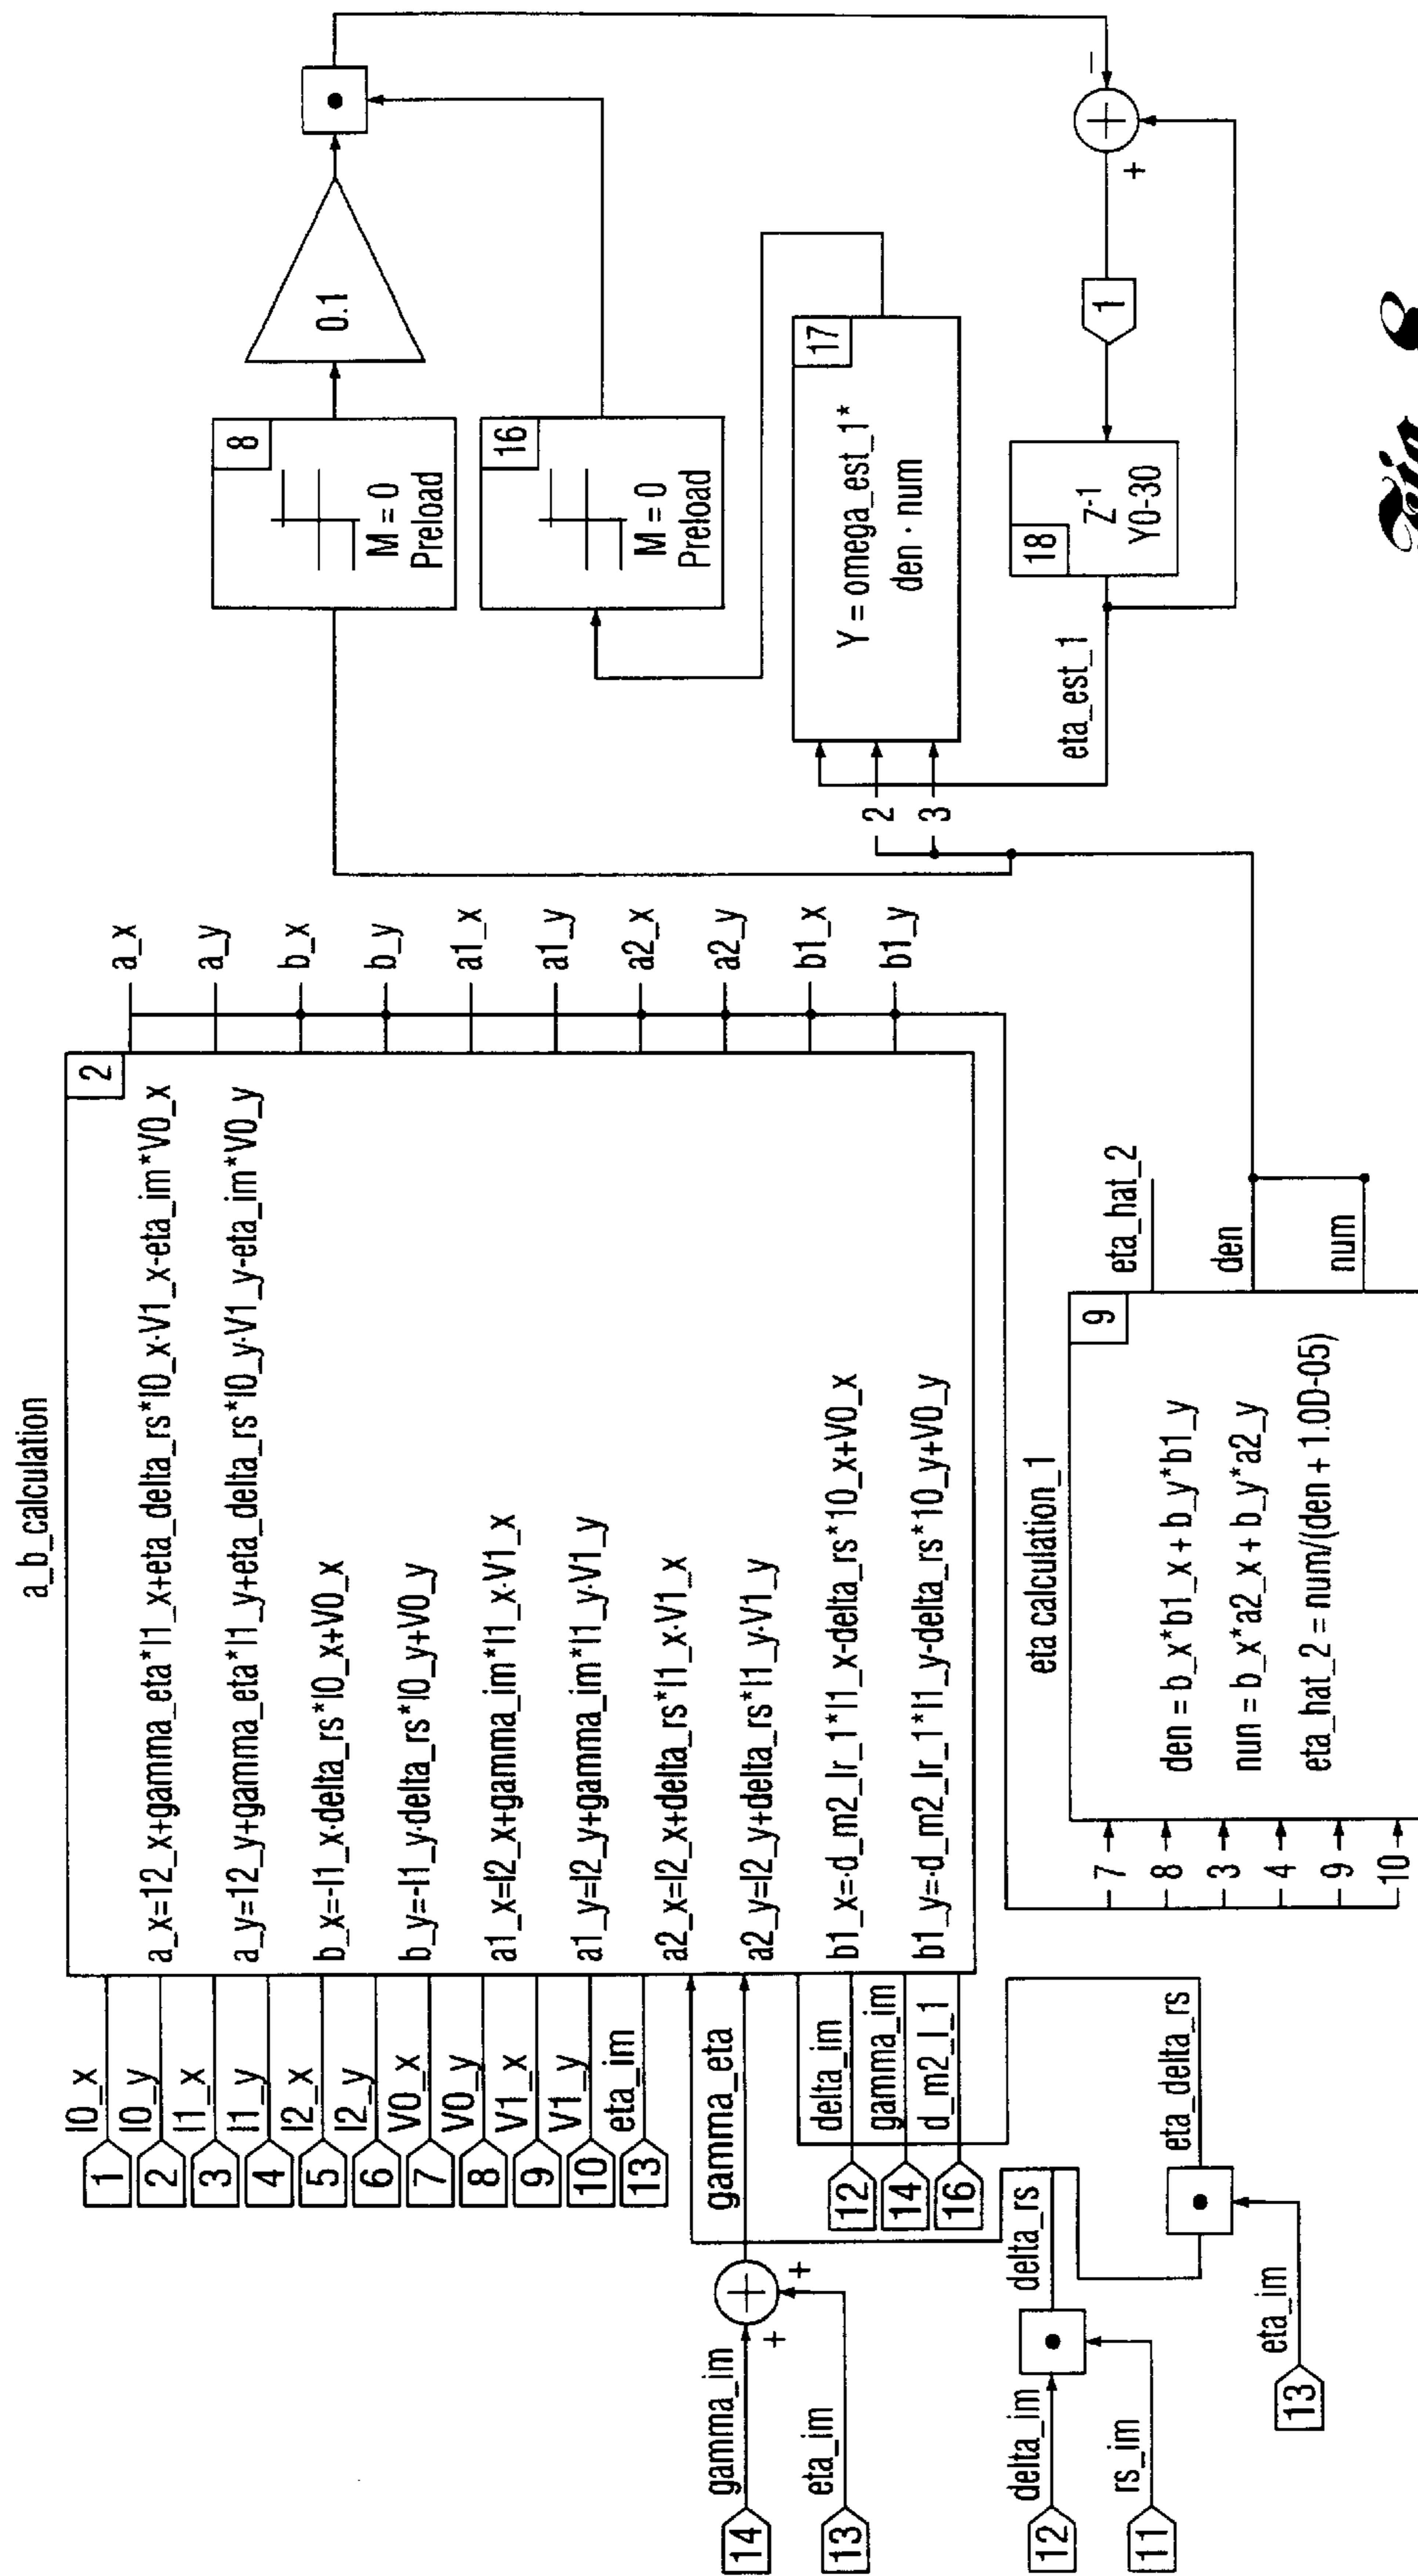 a_b_calculation
2
a_x=12_x+gamma_eta*I1_x+eta_delta_rs*I0_x·V1_x-eta_im*V0_x
a_y=12_y+gamma_eta*I1_y+eta_delta_rs*I0_y·V1_y-eta_im*V0_y
b_x=-I1_x·delta_rs*I0_x+V0_x
b_y=-I1_y·delta_rs*I0_y+V0_y
a1_x=I2_x+gamma_im*I1_x·V1_x
a1_y=I2_y+gamma_im*I1_y·V1_y
a2_x=I2_x+delta_rs*I1_x·V1_x
a2_y=I2_y+delta_rs*I1_y·V1_y
b1_x=·d_m2_lr_1*I1_x-delta_rs*10_x+V0_x
b1_y=·d_m2_lr_1*I1_y-delta_rs*10_y+V0_y
1 I0_x
2 I0_y
3 I1_x
4 I1_y
5 I2_x
6 I2_y
7 V0_x
8 V0_y
9 V1_x
10 V1_y
13 eta_im
gamma_eta
12 delta_im
14 gamma_im
16 d_m2_l_1
14 gamma_im
+
+
13 eta_im
12 delta_im
11 rs_im
delta_rs
13 eta_im
eta_delta_rs
a_x
a_y
b_x
b_y
a1_x
a1_y
a2_x
a2_y
b1_x
b1_y
eta calculation_1
9
den = b_x*b1_x + b_y*b1_y
nun = b_x*a2_x + b_y*a2_y
eta_hat_2 = num/(den + 1.0D-05)
7
8
3
4
9
10
eta_hat_2
den
num
8
M = 0
Preload
0.1
16
M = 0
Preload
17
Y = omega_est_1*
den · num
2
3
eta_est_1
18
Z-1
Y0-30
1
+
−